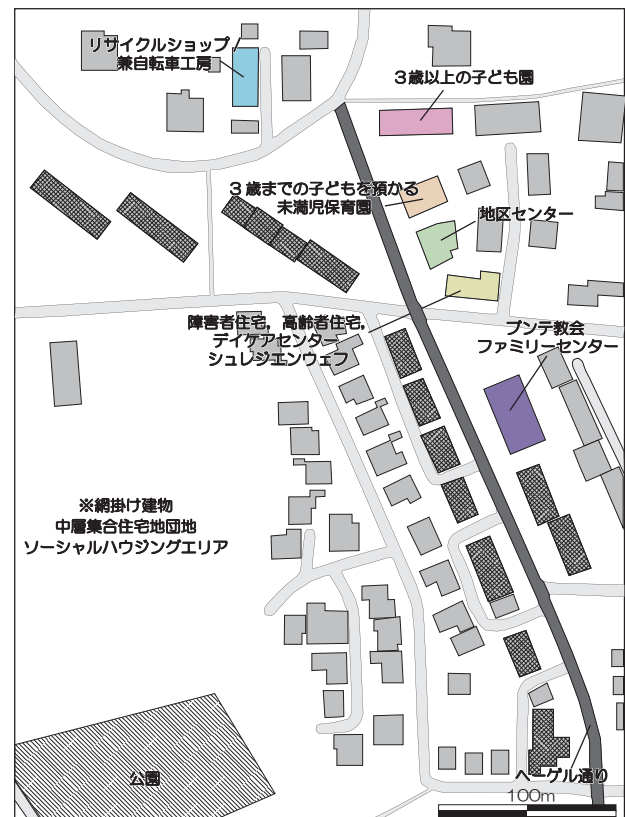 リサイクルショップ
兼自転車工房
3歳以上の子ども園
3歳までの子どもを預かる
未満児保育園
地区センター
障害者住宅，高齢者住宅，
デイケアセンター
シュレジエンウェフ
ブンテ教会
ファミリーセンター
※網掛け建物
中層集合住宅地団地
ソーシャルハウジングエリア
公園
ヘーゲル通り
100m